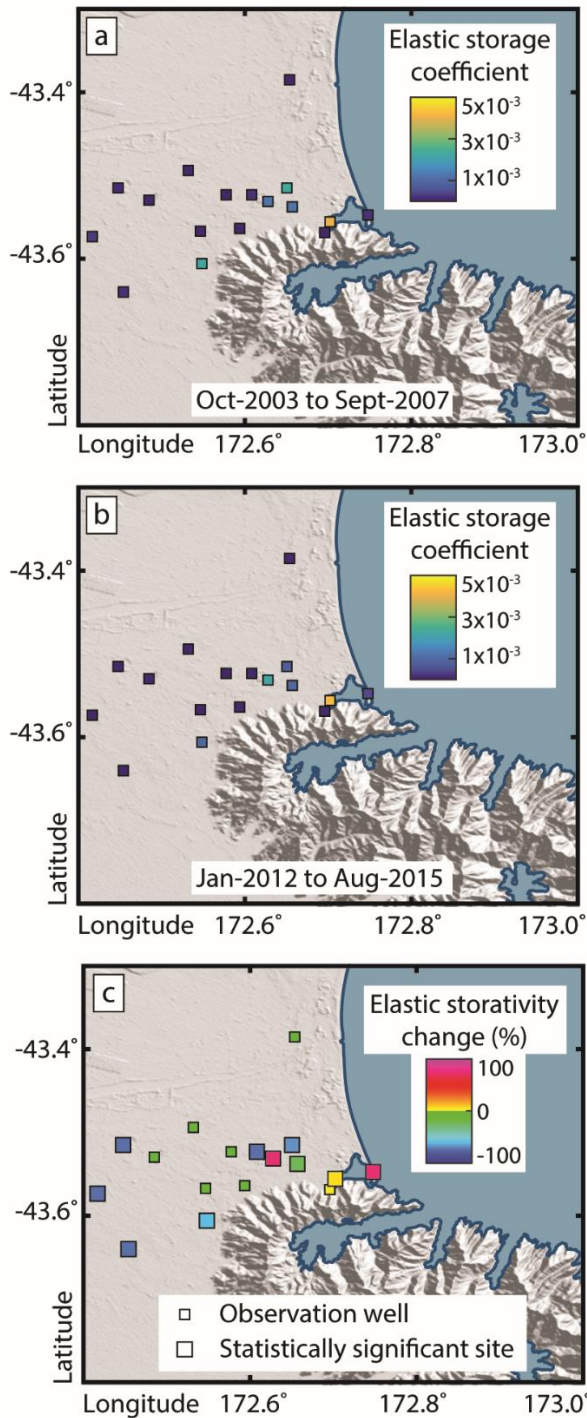 a
Elastic storage
coefficient
5x10⁻³
3x10⁻³
1x10⁻³
-43.4°
-43.6°
Latitude
Oct-2003 to Sept-2007
Longitude 172.6° 172.8° 173.0°
b
Elastic storage
coefficient
5x10⁻³
3x10⁻³
1x10⁻³
-43.4°
-43.6°
Latitude
Jan-2012 to Aug-2015
Longitude 172.6° 172.8° 173.0°
c
Elastic storativity
change (%)
100
0
-100
-43.4°
-43.6°
Latitude
Observation well
Statistically significant site
Longitude 172.6° 172.8° 173.0°